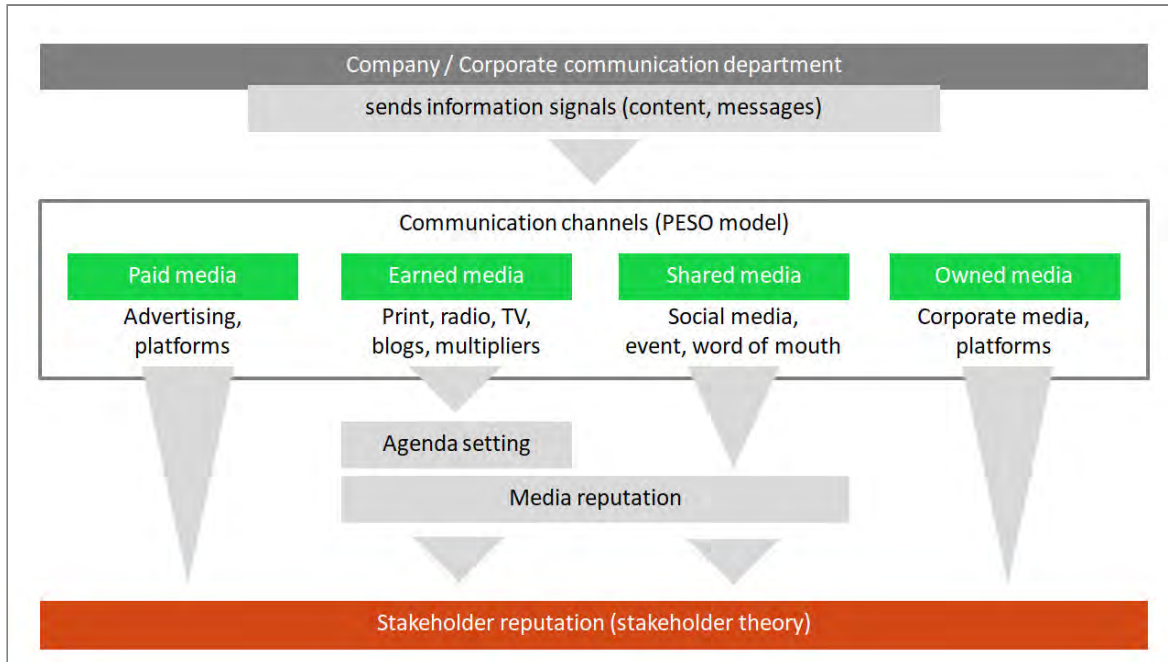 Company / Corporate communication department
sends information signals (content, messages)
Communication channels (PESO model)
Paid media
Advertising,
platforms
Earned media
Print, radio, TV,
blogs, multipliers
Shared media
Social media,
event, word of mouth
Owned media
Corporate media,
platforms
Agenda setting
Media reputation
Stakeholder reputation (stakeholder theory)